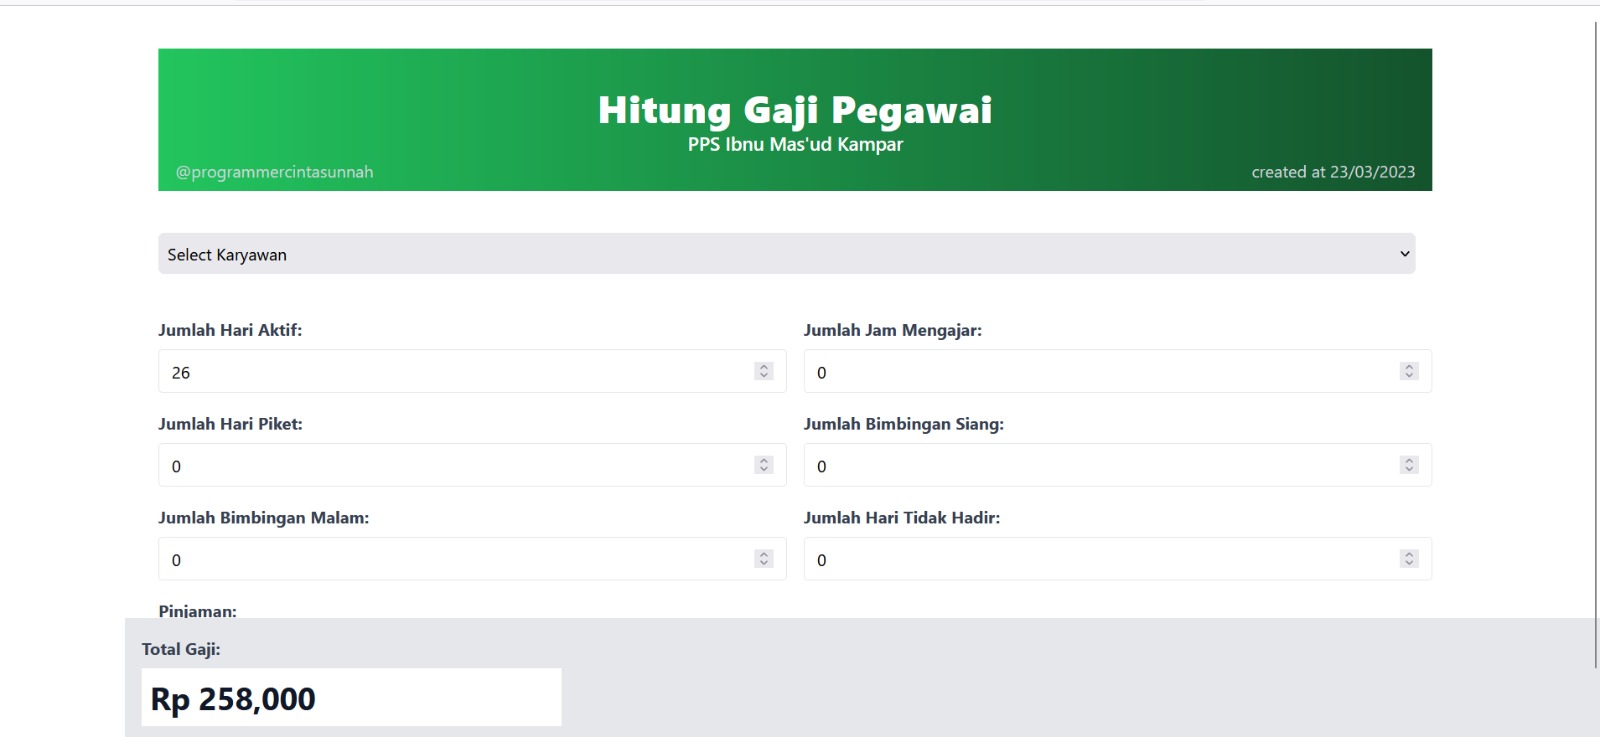 Hitung Gaji Pegawai
PPS Ibnu Mas'ud Kampar
@programmercintasunnah created at 23/03/2023
Select Karyawan
Jumlah Hari Aktif: Jumlah Jam Mengajar:
26 0
Jumlah Hari Piket: Jumlah Bimbingan Siang:
0 0
Jumlah Bimbingan Malam: Jumlah Hari Tidak Hadir:
0 0
Pinjaman:
Total Gaji:
Rp 258,000